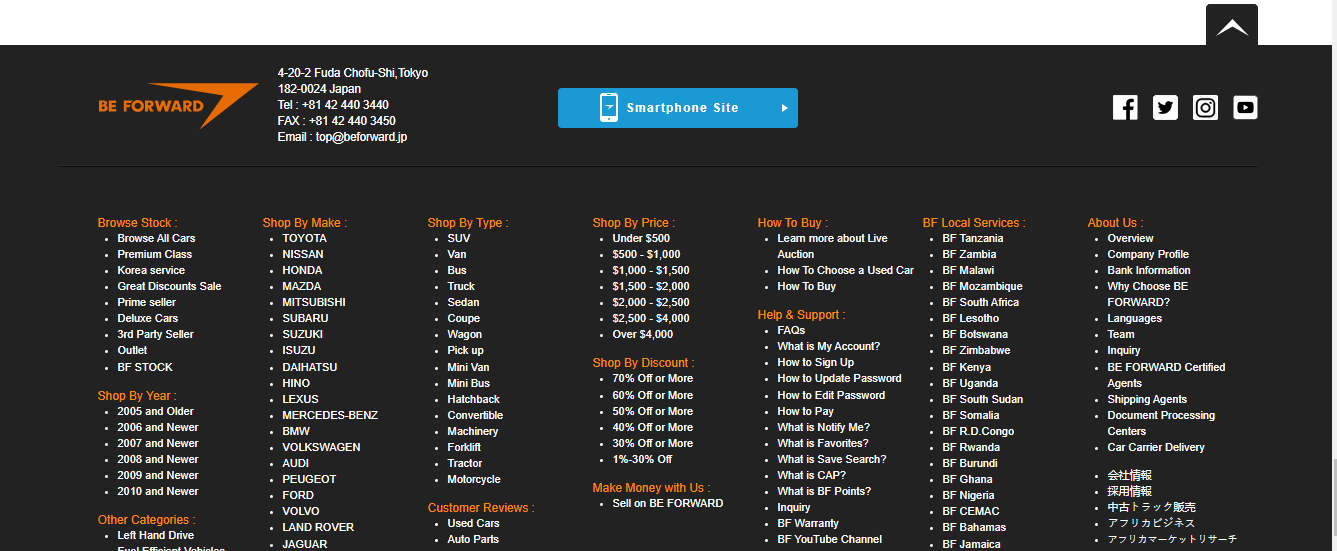 BE FORWARD
4-20-2 Fuda Chofu-Shi,Tokyo
182-0024 Japan
Tel : +81 42 440 3440
FAX : +81 42 440 3450
Email : top@beforward.jp
Smartphone Site
Browse Stock :
Browse All Cars
Premium Class
Korea service
Great Discounts Sale
Prime seller
Deluxe Cars
3rd Party Seller
Outlet
BF STOCK
Shop By Year :
2005 and Older
2006 and Newer
2007 and Newer
2008 and Newer
2009 and Newer
2010 and Newer
Other Categories :
Left Hand Drive
Fuel Efficient Vehicles
Shop By Make :
TOYOTA
NISSAN
HONDA
MAZDA
MITSUBISHI
SUBARU
SUZUKI
ISUZU
DAIHATSU
HINO
LEXUS
MERCEDES-BENZ
BMW
VOLKSWAGEN
AUDI
PEUGEOT
FORD
VOLVO
LAND ROVER
JAGUAR
Shop By Type :
SUV
Van
Bus
Truck
Sedan
Coupe
Wagon
Pick up
Mini Van
Mini Bus
Hatchback
Convertible
Machinery
Forklift
Tractor
Motorcycle
Customer Reviews :
Used Cars
Auto Parts
Shop By Price :
Under $500
$500 - $1,000
$1,000 - $1,500
$1,500 - $2,000
$2,000 - $2,500
$2,500 - $4,000
Over $4,000
Shop By Discount :
70% Off or More
60% Off or More
50% Off or More
40% Off or More
30% Off or More
1%-30% Off
Make Money with Us :
Sell on BE FORWARD
How To Buy :
Learn more about Live
Auction
How To Choose a Used Car
How To Buy
Help & Support :
FAQs
What is My Account?
How to Sign Up
How to Update Password
How to Edit Password
How to Pay
What is Notify Me?
What is Favorites?
What is Save Search?
What is CAP?
What is BF Points?
Inquiry
BF Warranty
BF YouTube Channel
BF Local Services :
BF Tanzania
BF Zambia
BF Malawi
BF Mozambique
BF South Africa
BF Lesotho
BF Botswana
BF Zimbabwe
BF Kenya
BF Uganda
BF South Sudan
BF Somalia
BF R.D.Congo
BF Rwanda
BF Burundi
BF Ghana
BF Nigeria
BF CEMAC
BF Bahamas
BF Jamaica
About Us :
Overview
Company Profile
Bank Information
Why Choose BE
FORWARD?
Languages
Team
Inquiry
BE FORWARD Certified
Agents
Shipping Agents
Document Processing
Centers
Car Carrier Delivery
会社情報
採用情報
中古トラック販売
アフリカビジネス
アフリカマーケットリサーチ